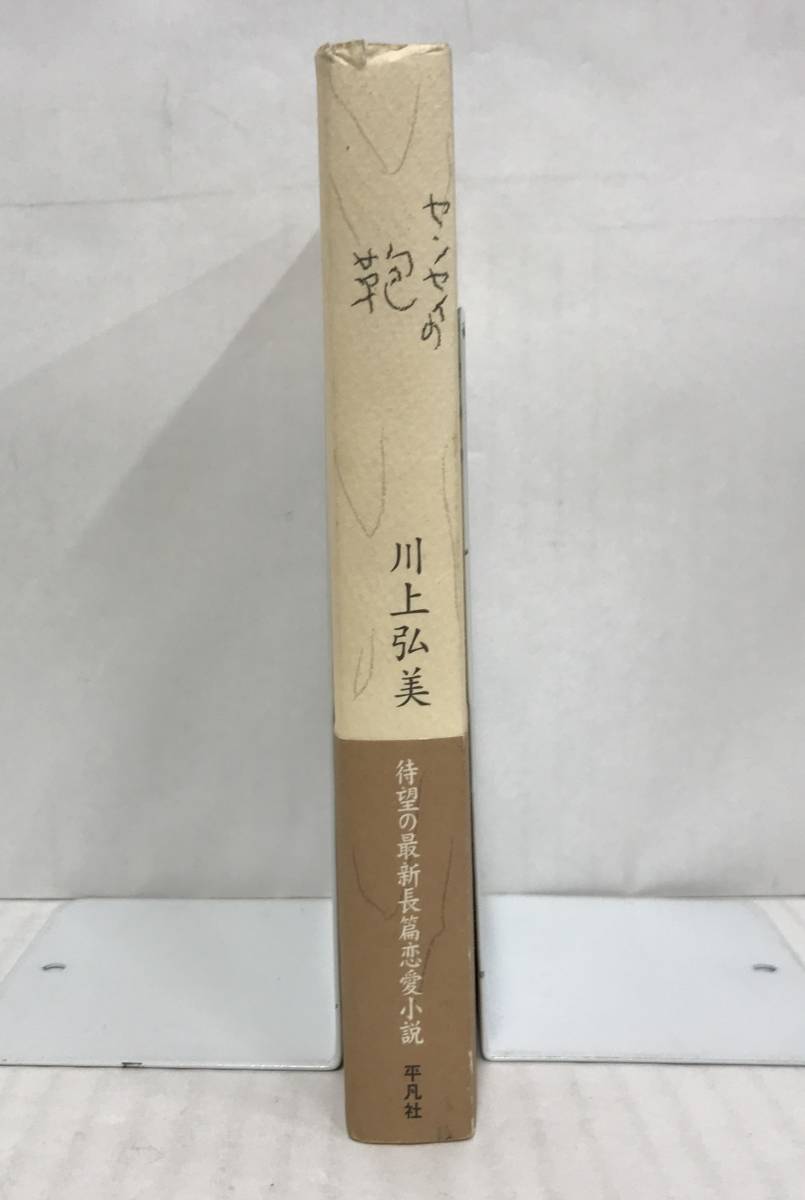 センセイの
鞄
川上弘美
待望の最新長篇恋愛小説
平凡社